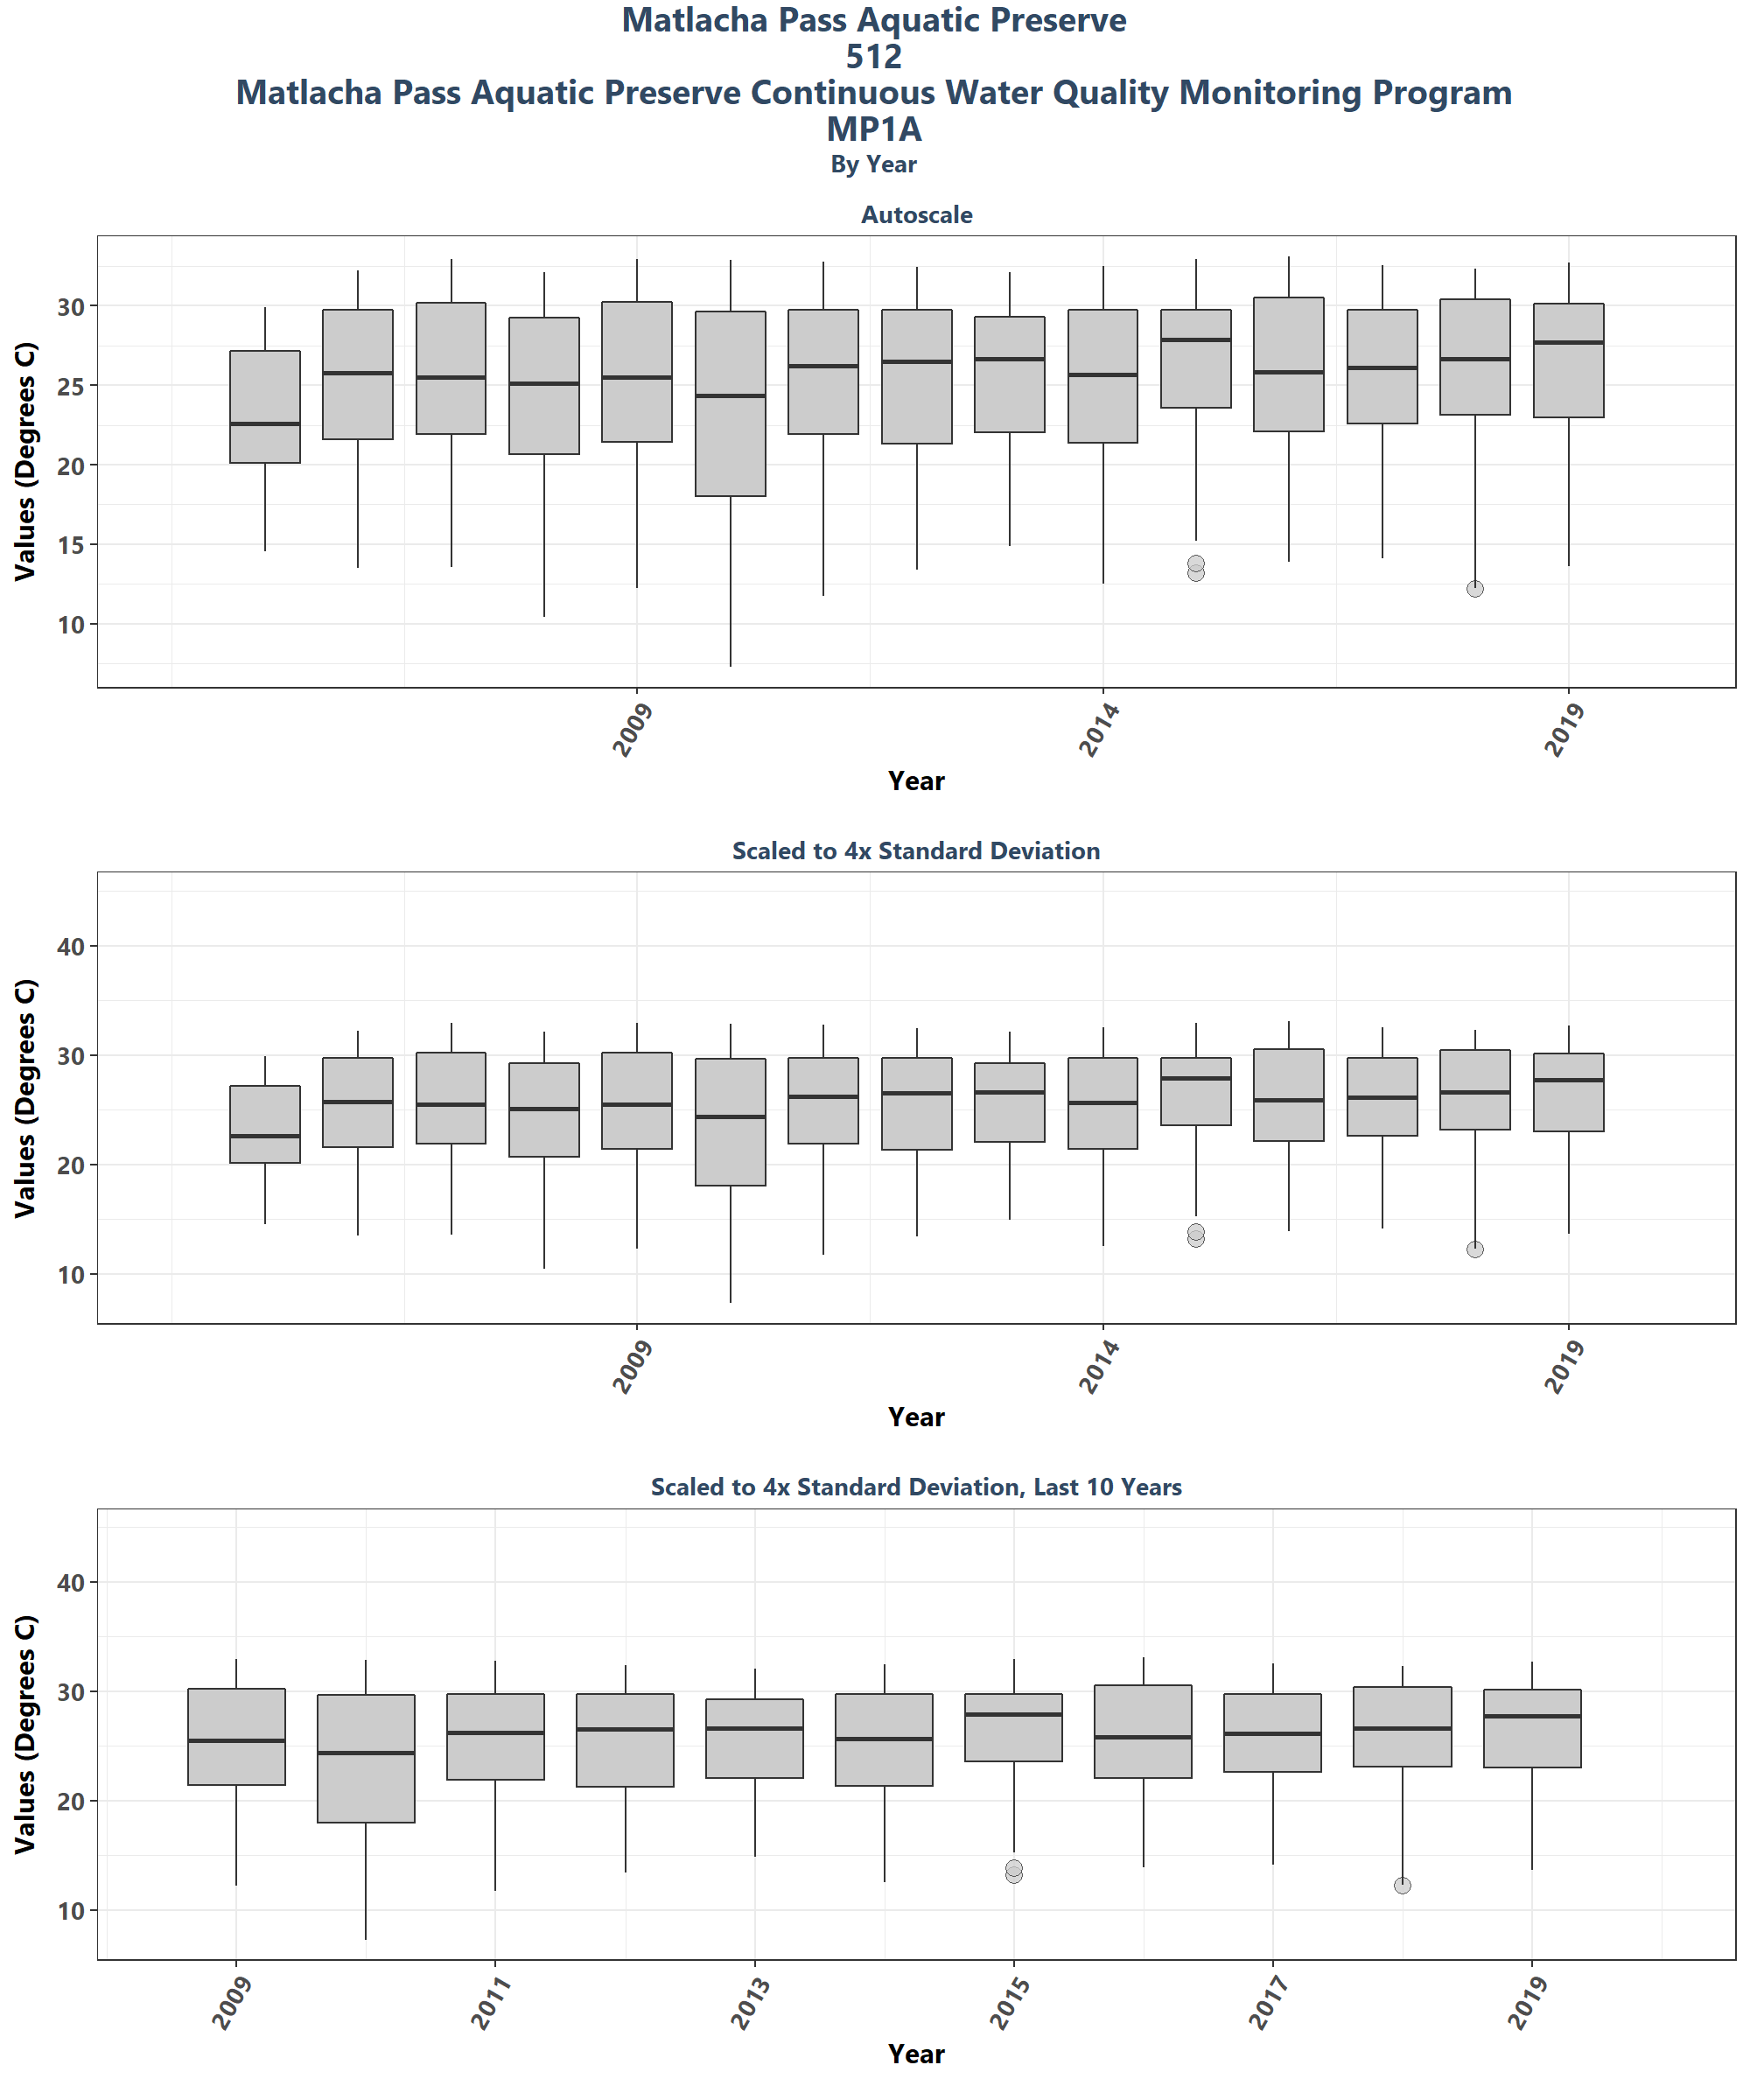 Matlacha Pass Aquatic Preserve
512
Matlacha Pass Aquatic Preserve Continuous Water Quality Monitoring Program
MP1A
By Year
Autoscale
Values (Degrees C)
30
25
20
15
10
2009
2014
2019
Year
Scaled to 4x Standard Deviation
Values (Degrees C)
40
30
20
10
2009
2014
2019
Year
Scaled to 4x Standard Deviation, Last 10 Years
Values (Degrees C)
40
30
20
10
2009
2011
2013
2015
2017
2019
Year